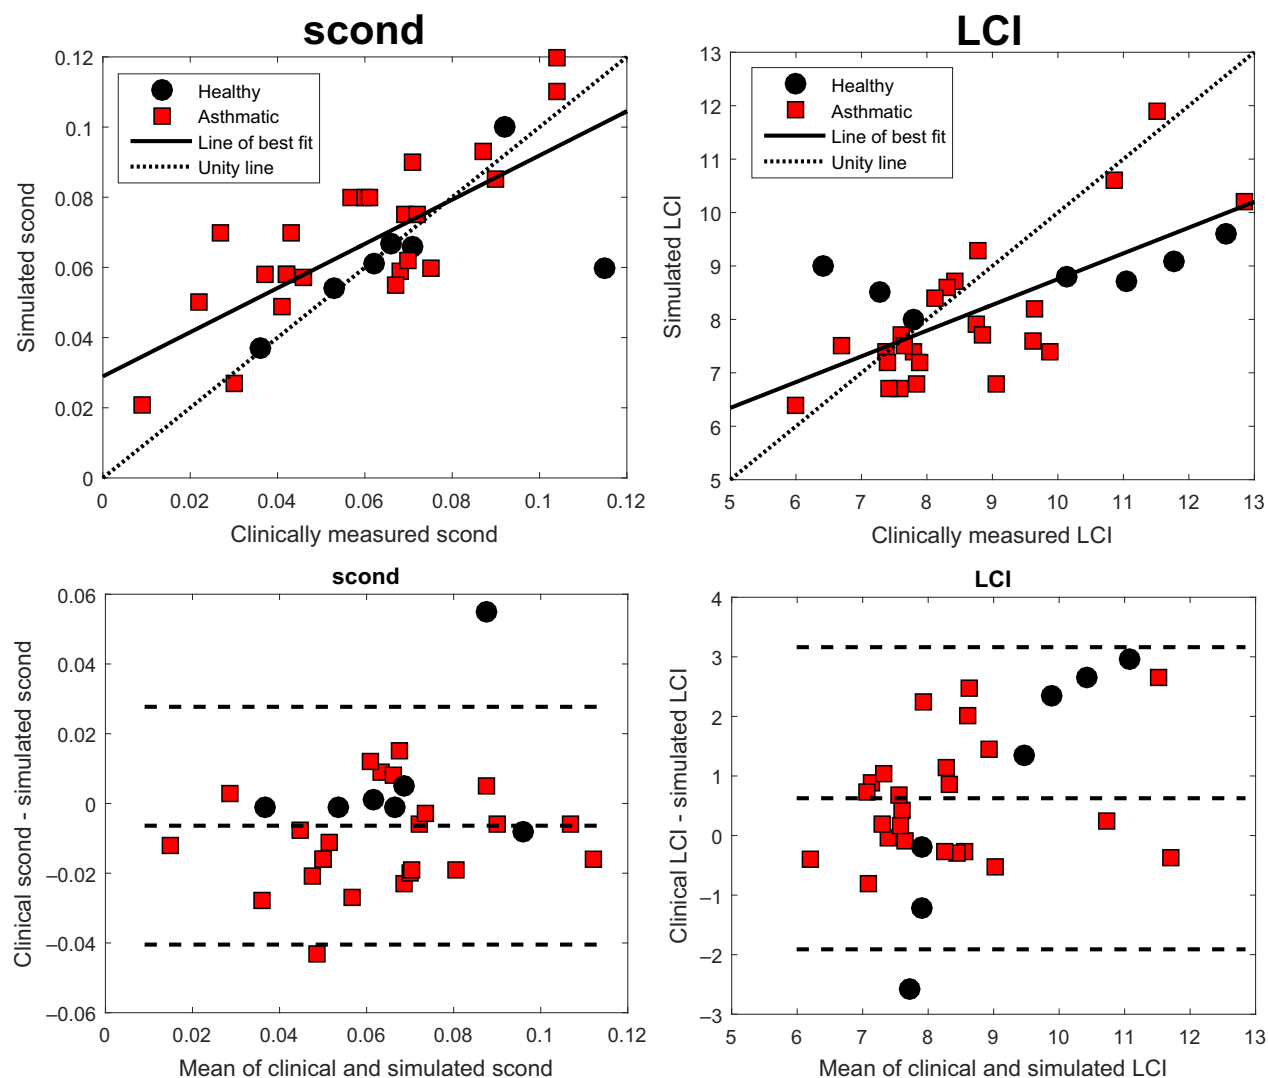 scond
0.12
0.1
0.08
0.06
0.04
0.02
0
Simulated scond
Healthy
Asthmatic
Line of best fit
Unity line
0 0.02 0.04 0.06 0.08 0.1 0.12
Clinically measured scond
LCI
13
12
11
10
9
8
7
6
5
Simulated LCI
Healthy
Asthmatic
Line of best fit
Unity line
5 6 7 8 9 10 11 12 13
Clinically measured LCI
scond
0.06
0.04
0.02
0
–0.02
–0.04
–0.06
Clinical scond - simulated scond
0 0.02 0.04 0.06 0.08 0.1 0.12
Mean of clinical and simulated scond
LCI
4
3
2
1
0
–1
–2
–3
Clinical LCI - simulated LCI
5 6 7 8 9 10 11 12 13
Mean of clinical and simulated LCI